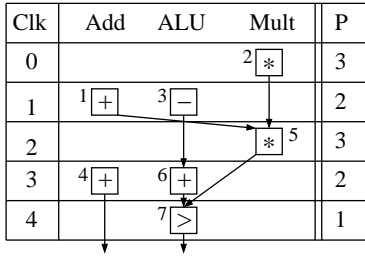 Clk Add ALU Mult P
0 2 * 3
1 1 + 3 − 2
2 * 5 3
3 4 + 6 + 2
4 7 > 1